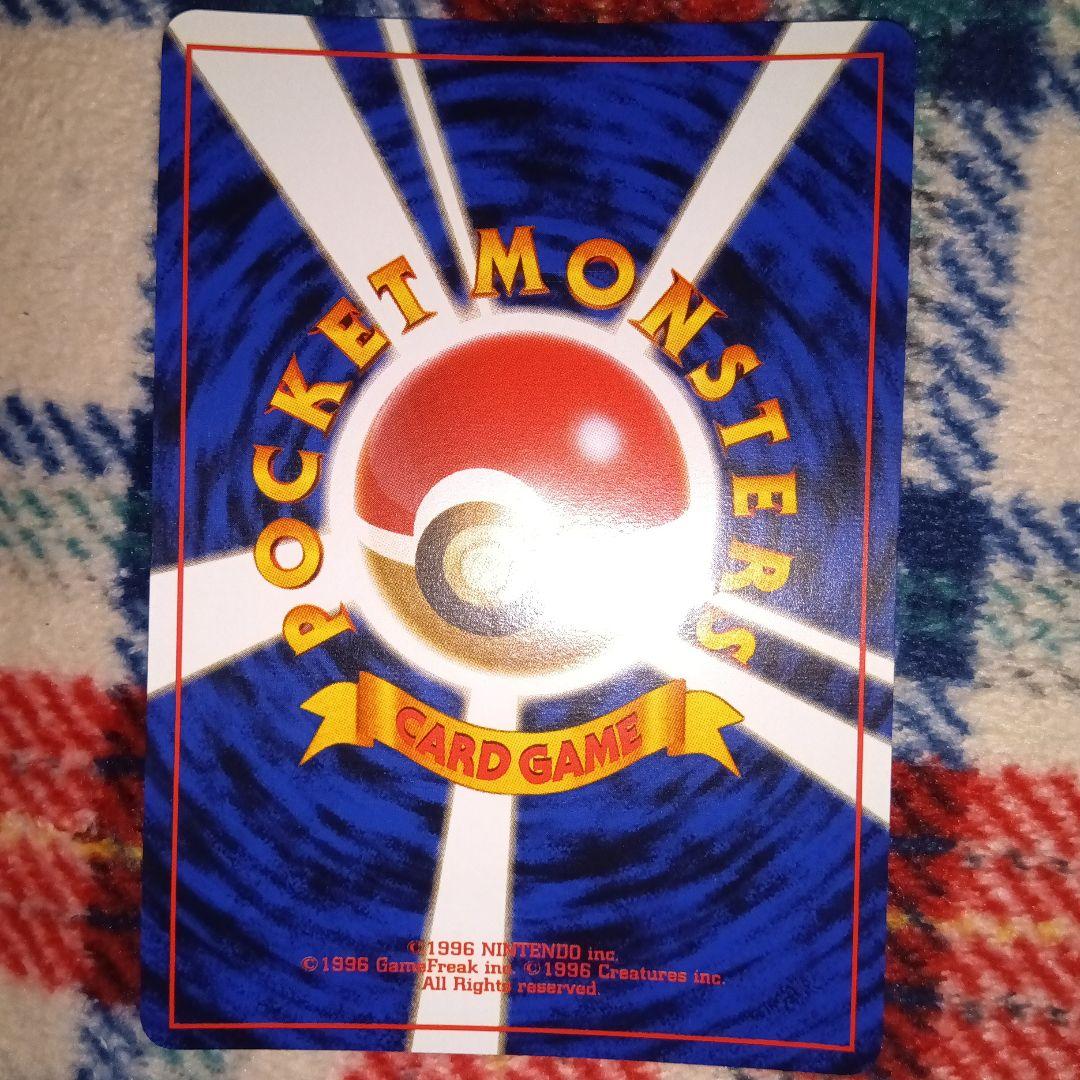 POCKET MONSTERS
CARD GAME
©1996 NINTENDO inc.
©1996 GameFreak inc. ©1996 Creatures inc.
All Rights reserved.